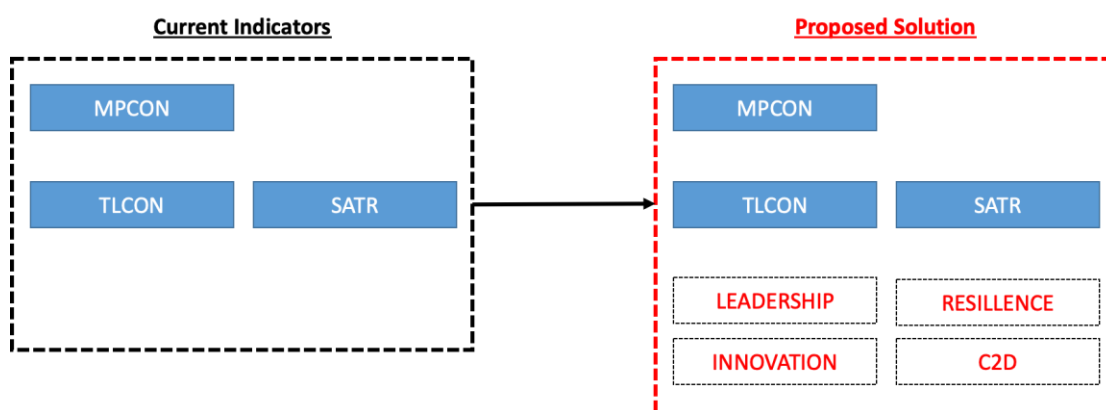 Current Indicators
MPCON
TLCON
SATR
Proposed Solution
MPCON
TLCON
SATR
LEADERSHIP
RESILLENCE
INNOVATION
C2D